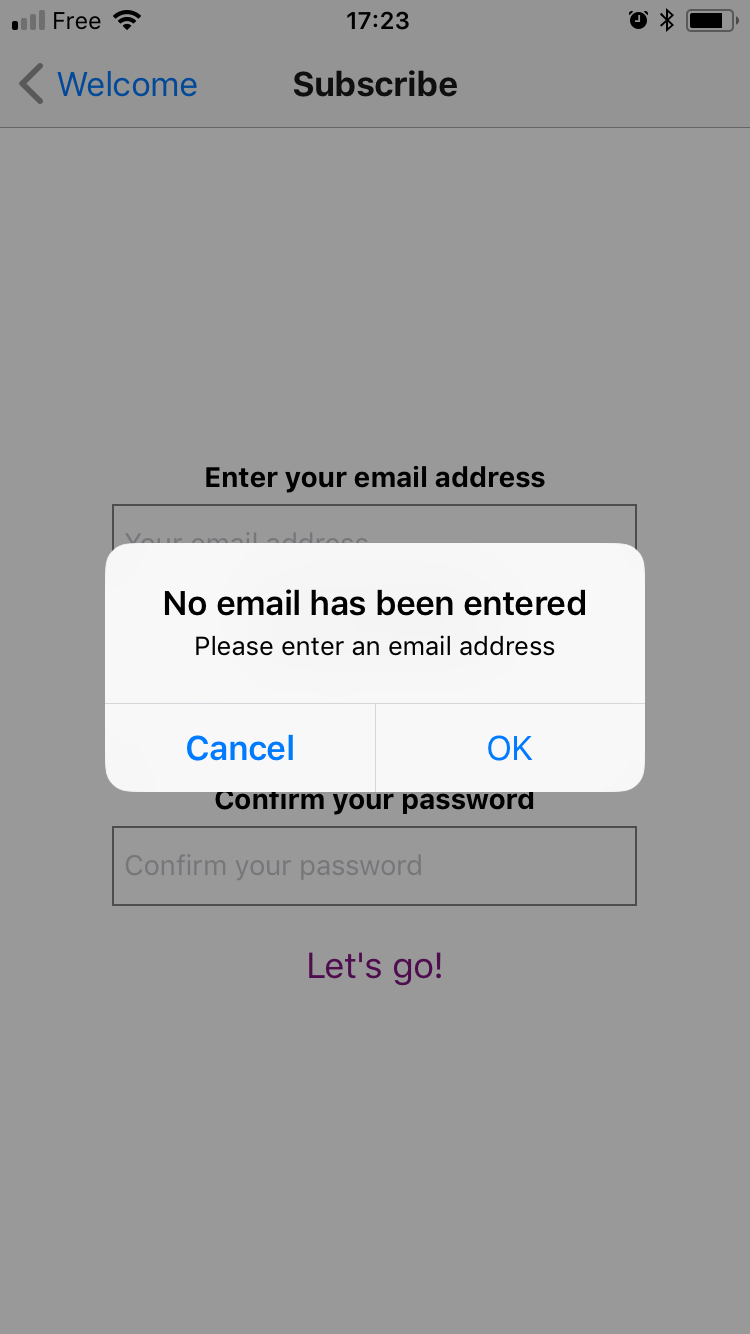 Free 17:23
Welcome Subscribe
Enter your email address
Your email address
No email has been entered
Please enter an email address
Cancel OK
Confirm your password
Confirm your password
Let's go!